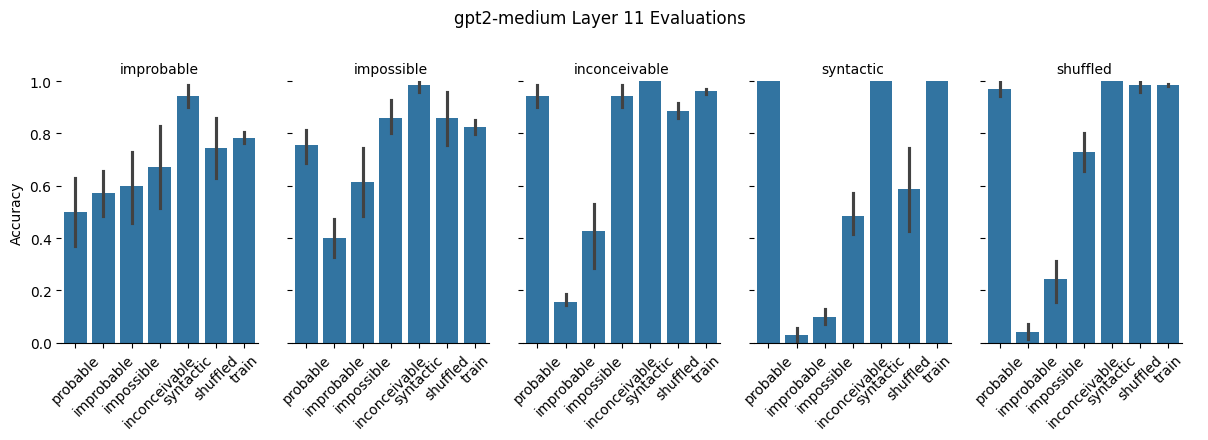 gpt2-medium Layer 11 Evaluations
improbable impossible inconceivable syntactic shuffled
Accuracy
1.0
0.8
0.6
0.4
0.2
0.0
probable improbable impossible inconceivable syntactic shuffled train
probable improbable impossible inconceivable syntactic shuffled train
probable improbable impossible inconceivable syntactic shuffled train
probable improbable impossible inconceivable syntactic shuffled train
probable improbable impossible inconceivable syntactic shuffled train